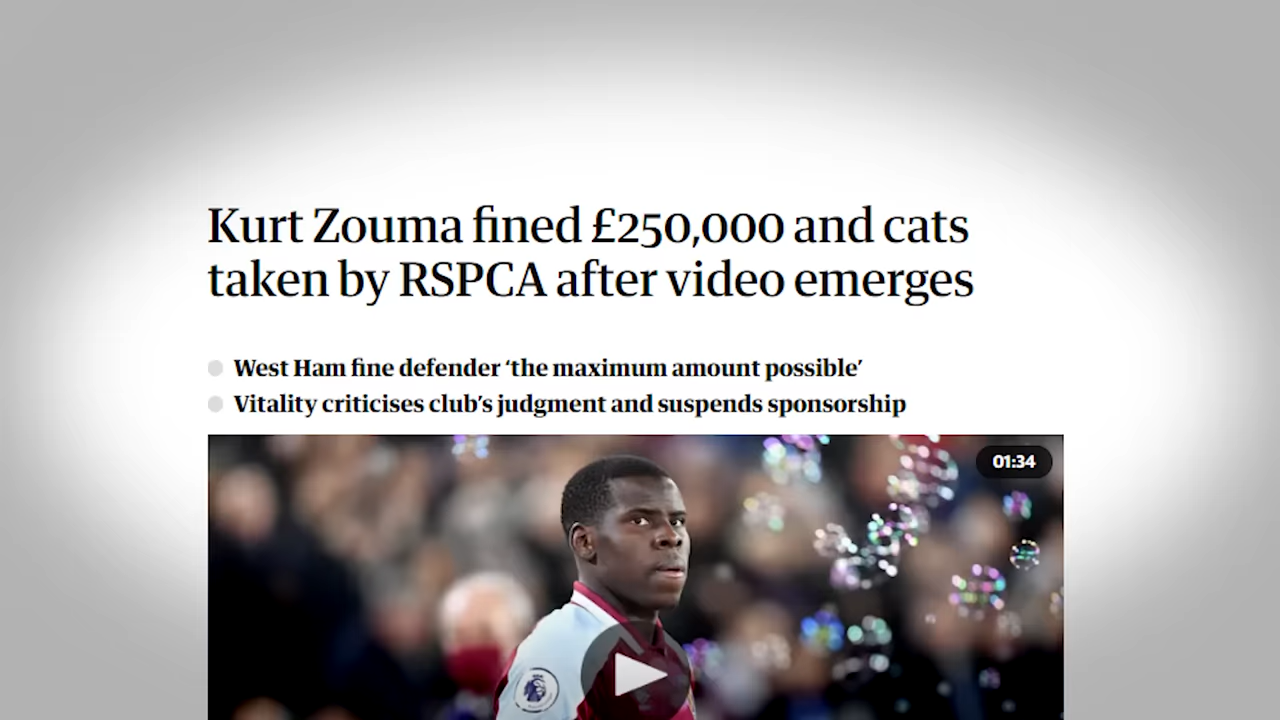 Kurt Zouma fined £250,000 and cats
taken by RSPCA after video emerges
West Ham fine defender ‘the maximum amount possible’
Vitality criticises club’s judgment and suspends sponsorship
01:34